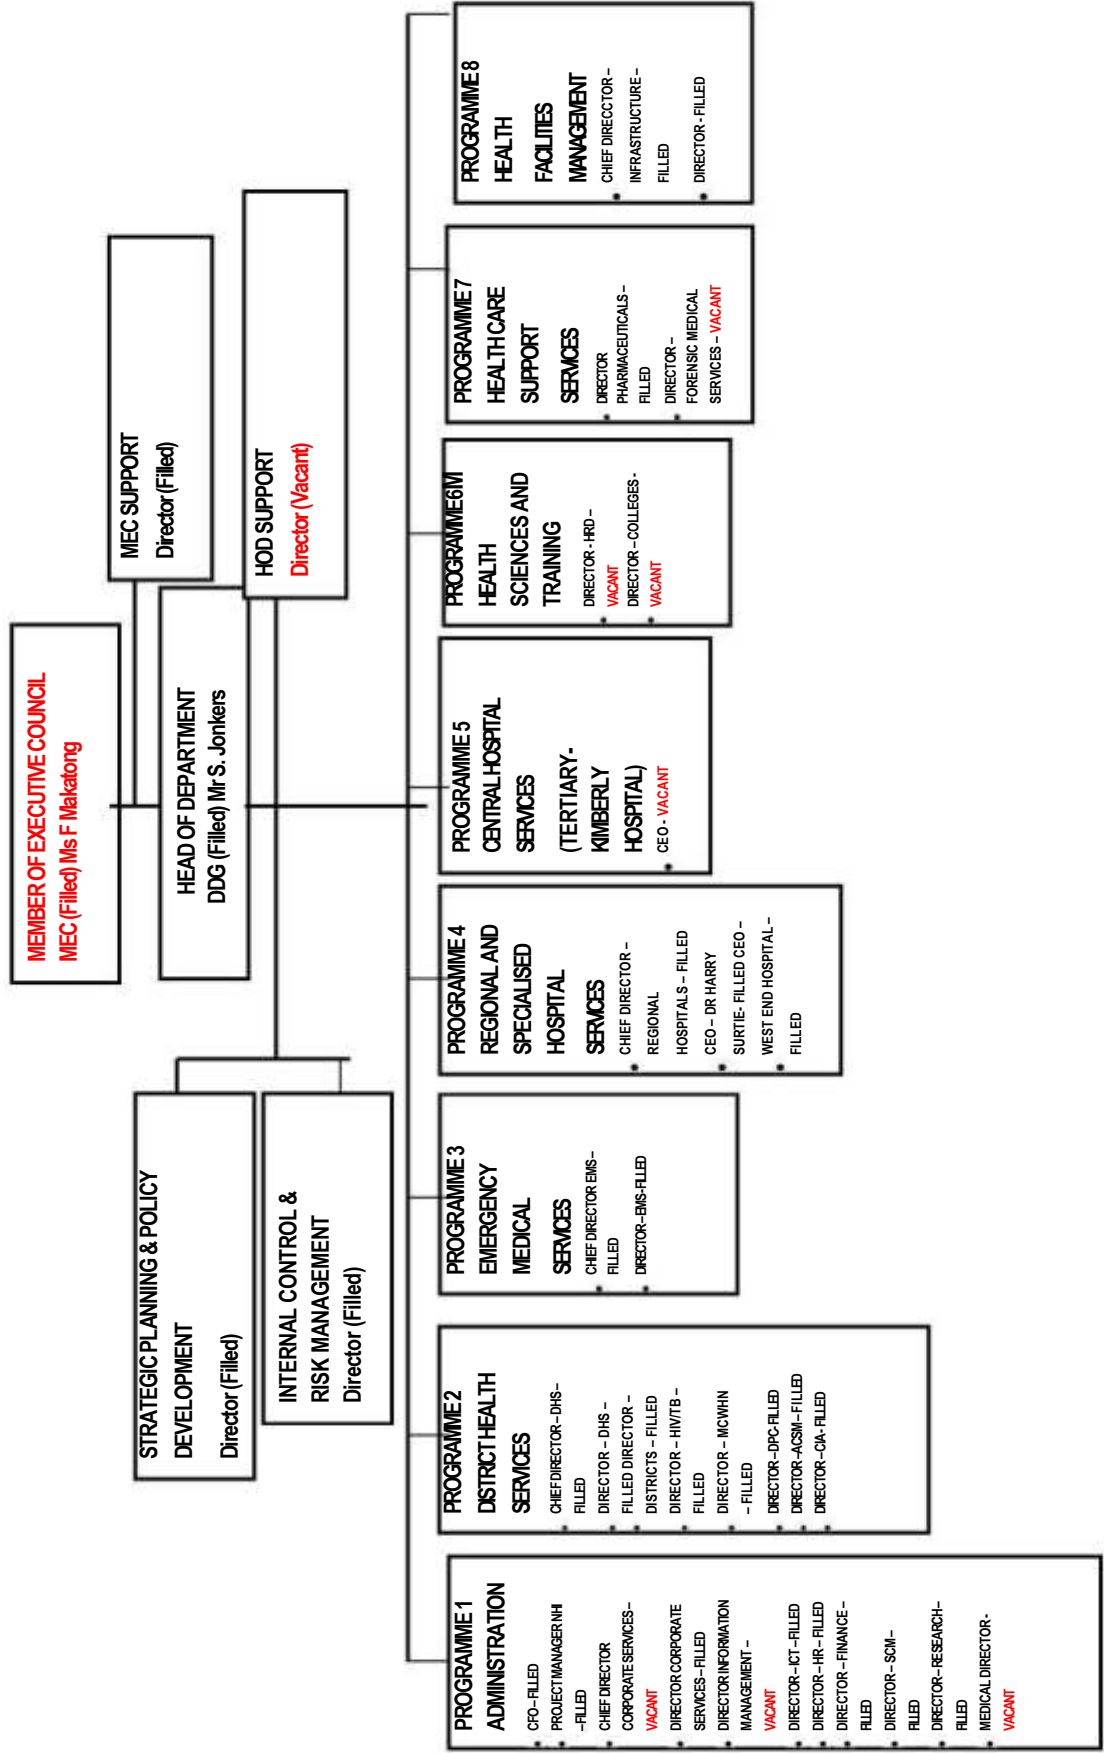 MEMBER OF EXECUTIVE COUNCIL
MEC (Filled) Ms F Makatong
MEC SUPPORT
Director (Filled)
HEAD OF DEPARTMENT
DDG (Filled) Mr S. Jonkers
HOD SUPPORT
Director (Vacant)
STRATEGIC PLANNING & POLICY
DEVELOPMENT
Director (Filled)
INTERNAL CONTROL &
RISK MANAGEMENT
Director (Filled)
PROGRAMME 1
ADMINISTRATION
• CFO – FILLED
• PROJECT MANAGER NHI
– FILLED
• CHIEF DIRECTOR
CORPORATE SERVICES –
VACANT
• DIRECTOR CORPORATE
SERVICES – FILLED
• DIRECTOR INFORMATION
MANAGEMENT –
VACANT
• DIRECTOR – ICT – FILLED
• DIRECTOR – HR – FILLED
• DIRECTOR – FINANCE –
FILLED
• DIRECTOR – SCM –
FILLED
• DIRECTOR – RESEARCH –
FILLED
• MEDICAL DIRECTOR -
VACANT
PROGRAMME 2
DISTRICT HEALTH
SERVICES
• CHIEF DIRECTOR – DHS –
FILLED
• DIRECTOR – DHS –
• FILLED DIRECTOR –
DISTRICTS – FILLED
• DIRECTOR – HIV/TB –
FILLED
• DIRECTOR – MCWHN
– FILLED
• DIRECTOR – DPC- FILLED
• DIRECTOR – ACSM – FILLED
• DIRECTOR – CIA - FILLED
PROGRAMME 3
EMERGENCY
MEDICAL
SERVICES
• CHIEF DIRECTOR EMS –
FILLED
• DIRECTOR – EMS- FILLED
PROGRAMME 4
REGIONAL AND
SPECIALISED
HOSPITAL
SERVICES
• CHIEF DIRECTOR –
REGIONAL
HOSPITALS – FILLED
• CEO – DR HARRY
SURTIE- FILLED CEO –
• WEST END HOSPITAL –
FILLED
PROGRAMME 5
CENTRAL HOSPITAL
SERVICES
(TERTIARY-
KIMBERLY
HOSPITAL)
• CEO - VACANT
PROGRAMME6M
HEALTH
SCIENCES AND
TRAINING
• DIRECTOR - HRD –
VACANT
• DIRECTOR – COLLEGES -
VACANT
PROGRAMME 7
HEALTH CARE
SUPPORT
SERVICES
• DIRECTOR
PHARMACEUTICALS –
FILLED
• DIRECTOR –
FORENSIC MEDICAL
SERVICES – VACANT
PROGRAMME 8
HEALTH
FACILITIES
MANAGEMENT
• CHIEF DIRECCTOR –
INFRASTRUCTURE –
FILLED
• DIRECTOR - FILLED